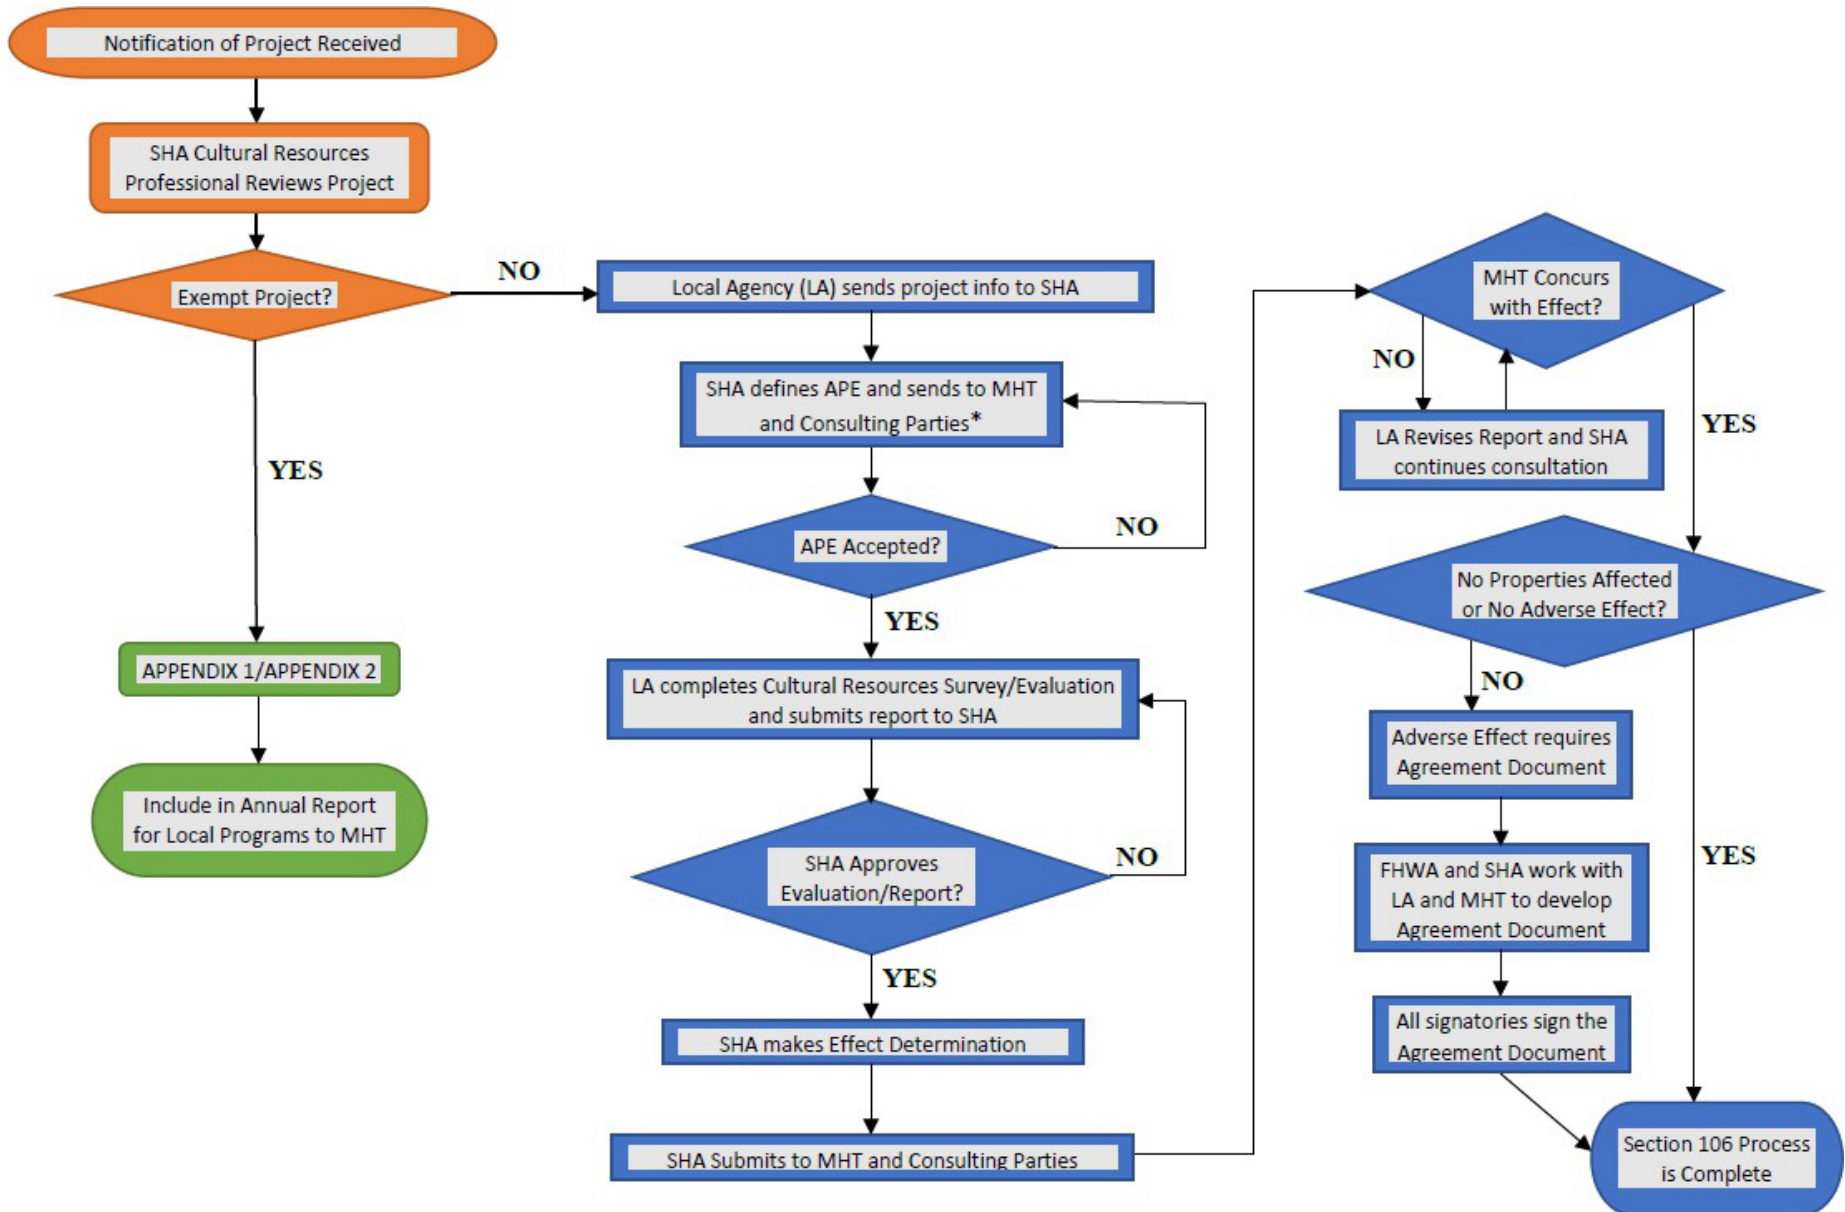 Notification of Project Received
SHA Cultural Resources
Professional Reviews Project
Exempt Project?
NO
YES
APPENDIX 1/APPENDIX 2
Include in Annual Report
for Local Programs to MHT
Local Agency (LA) sends project info to SHA
SHA defines APE and sends to MHT
and Consulting Parties*
APE Accepted?
NO
YES
LA completes Cultural Resources Survey/Evaluation
and submits report to SHA
SHA Approves
Evaluation/Report?
NO
YES
SHA makes Effect Determination
SHA Submits to MHT and Consulting Parties
MHT Concurs
with Effect?
NO
LA Revises Report and SHA
continues consultation
YES
No Properties Affected
or No Adverse Effect?
NO
Adverse Effect requires
Agreement Document
FHWA and SHA work with
LA and MHT to develop
Agreement Document
All signatories sign the
Agreement Document
YES
Section 106 Process
is Complete